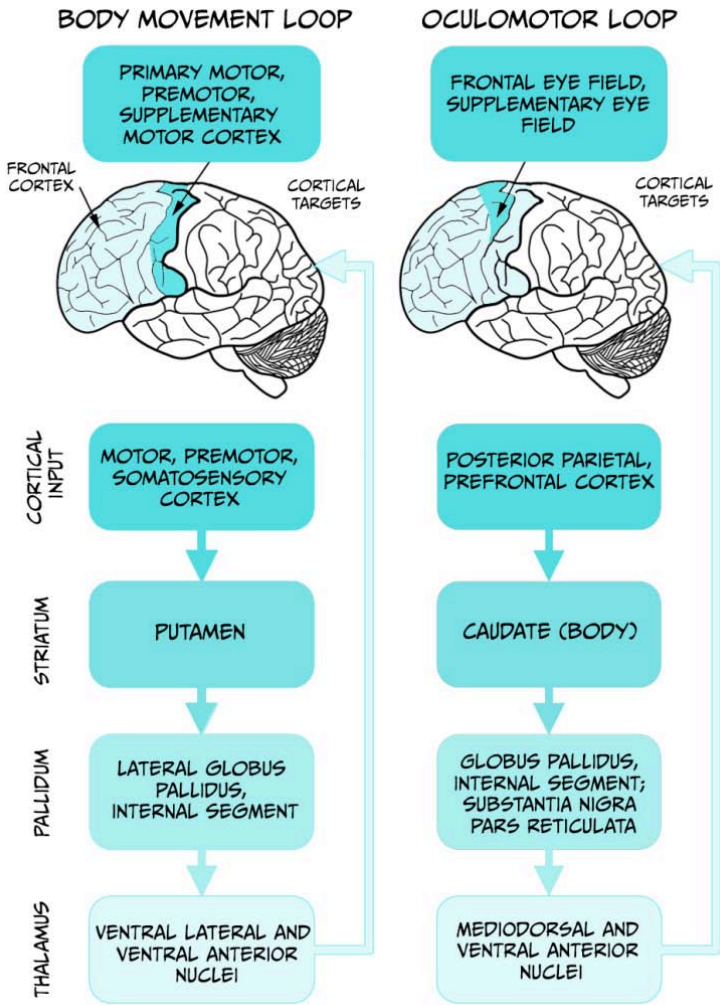 BODY MOVEMENT LOOP
PRIMARY MOTOR,
PREMOTOR,
SUPPLEMENTARY
MOTOR CORTEX
FRONTAL
CORTEX
CORTICAL
TARGETS
CORTICAL
INPUT
MOTOR, PREMOTOR,
SOMATOSENSORY
CORTEX
STRIATUM
PUTAMEN
PALLIDUM
LATERAL GLOBUS
PALLIDUS,
INTERNAL SEGMENT
THALAMUS
VENTRAL LATERAL AND
VENTRAL ANTERIOR
NUCLEI
OCULOMOTOR LOOP
FRONTAL EYE FIELD,
SUPPLEMENTARY EYE
FIELD
CORTICAL
TARGETS
POSTERIOR PARIETAL,
PREFRONTAL CORTEX
CAUDATE (BODY)
GLOBUS PALLIDUS,
INTERNAL SEGMENT;
SUBSTANTIA NIGRA
PARS RETICULATA
MEDIODORSAL AND
VENTRAL ANTERIOR
NUCLEI